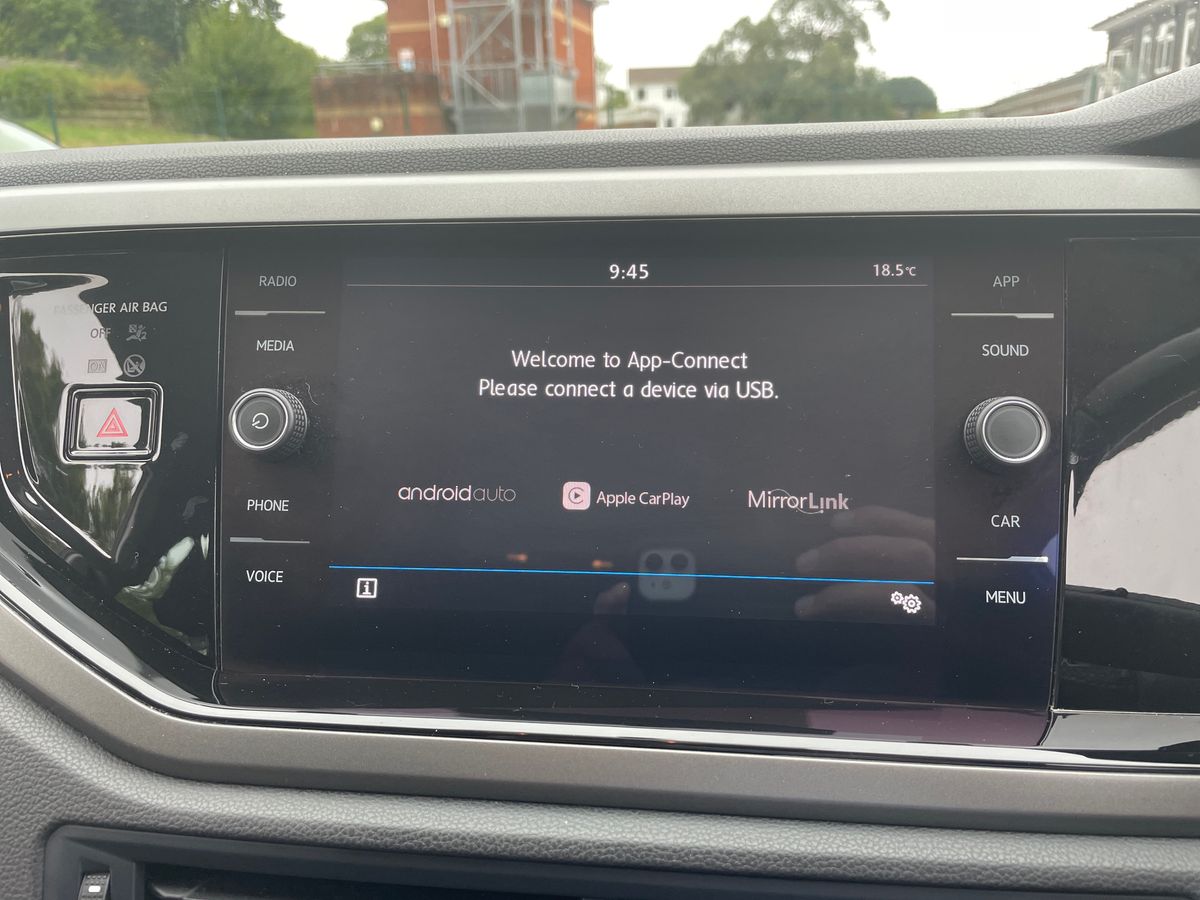 9:45
18.5°C
RADIO
APP
PASSENGER AIR BAG
OFF
2
ON
MEDIA
SOUND
Welcome to App-Connect
Please connect a device via USB.
androidauto
Apple CarPlay
MirrorLink
PHONE
CAR
VOICE
i
MENU